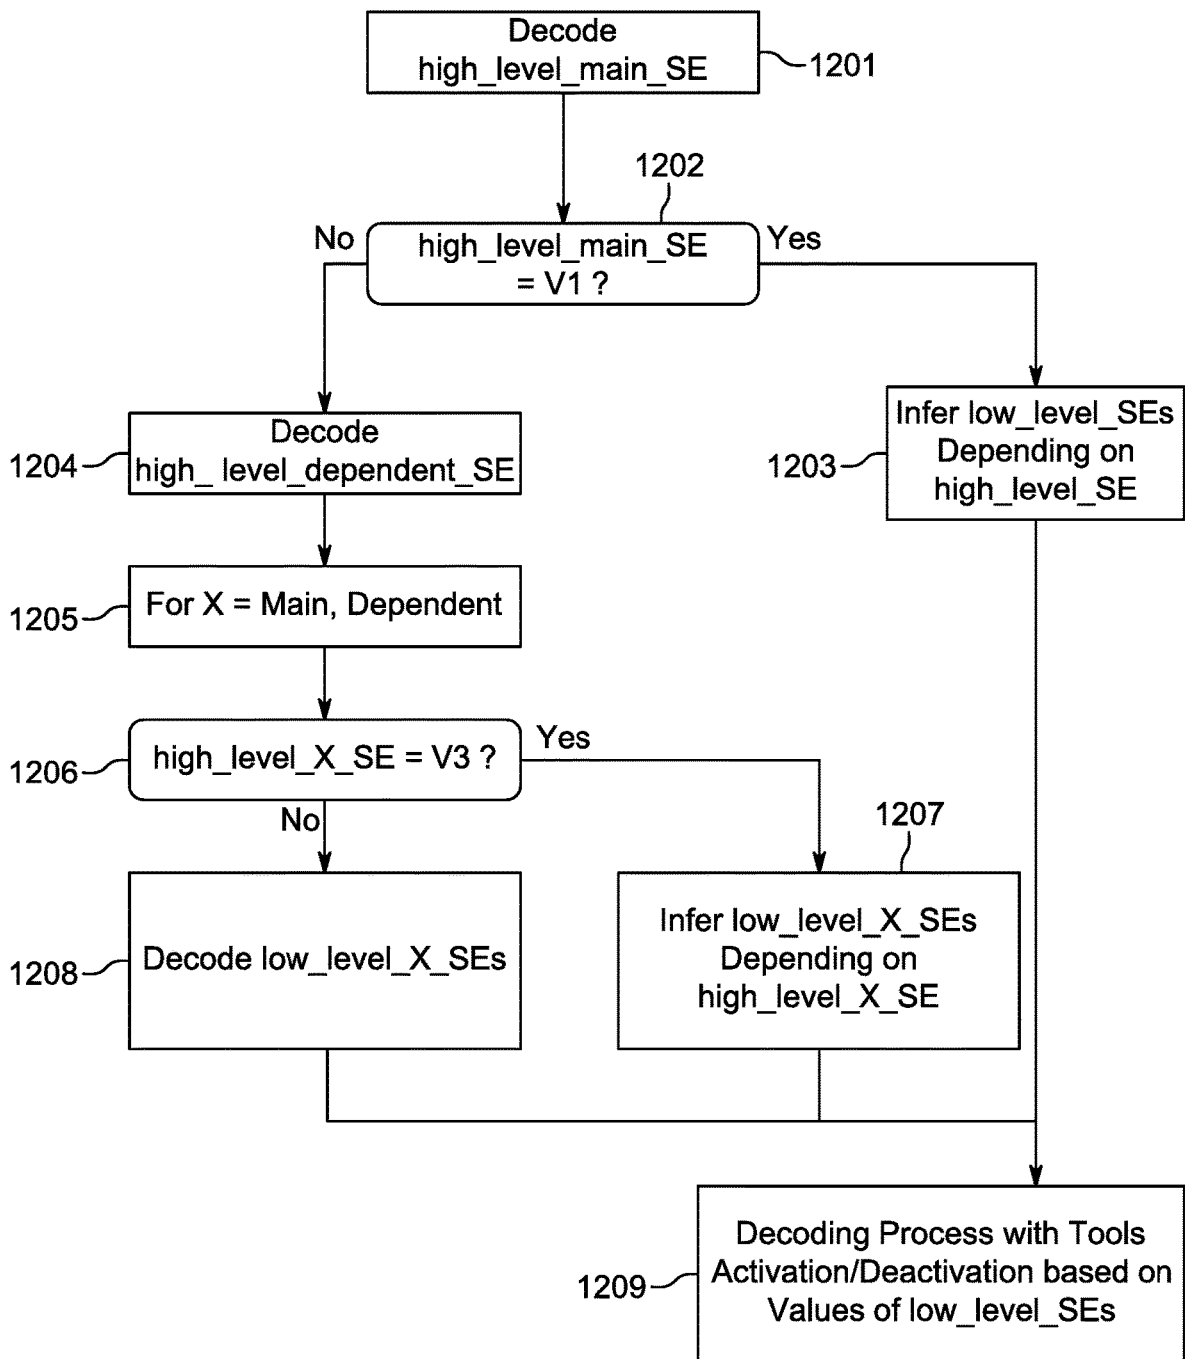 Decode
high_level_main_SE
1201
1202
No
high_level_main_SE
= V1 ?
Yes
Decode
high_ level_dependent_SE
1204
Infer low_level_SEs
Depending on
high_level_SE
1203
For X = Main, Dependent
1205
high_level_X_SE = V3 ?
1206
Yes
No
1207
Decode low_level_X_SEs
1208
Infer low_level_X_SEs
Depending on
high_level_X_SE
Decoding Process with Tools
Activation/Deactivation based on
Values of low_level_SEs
1209